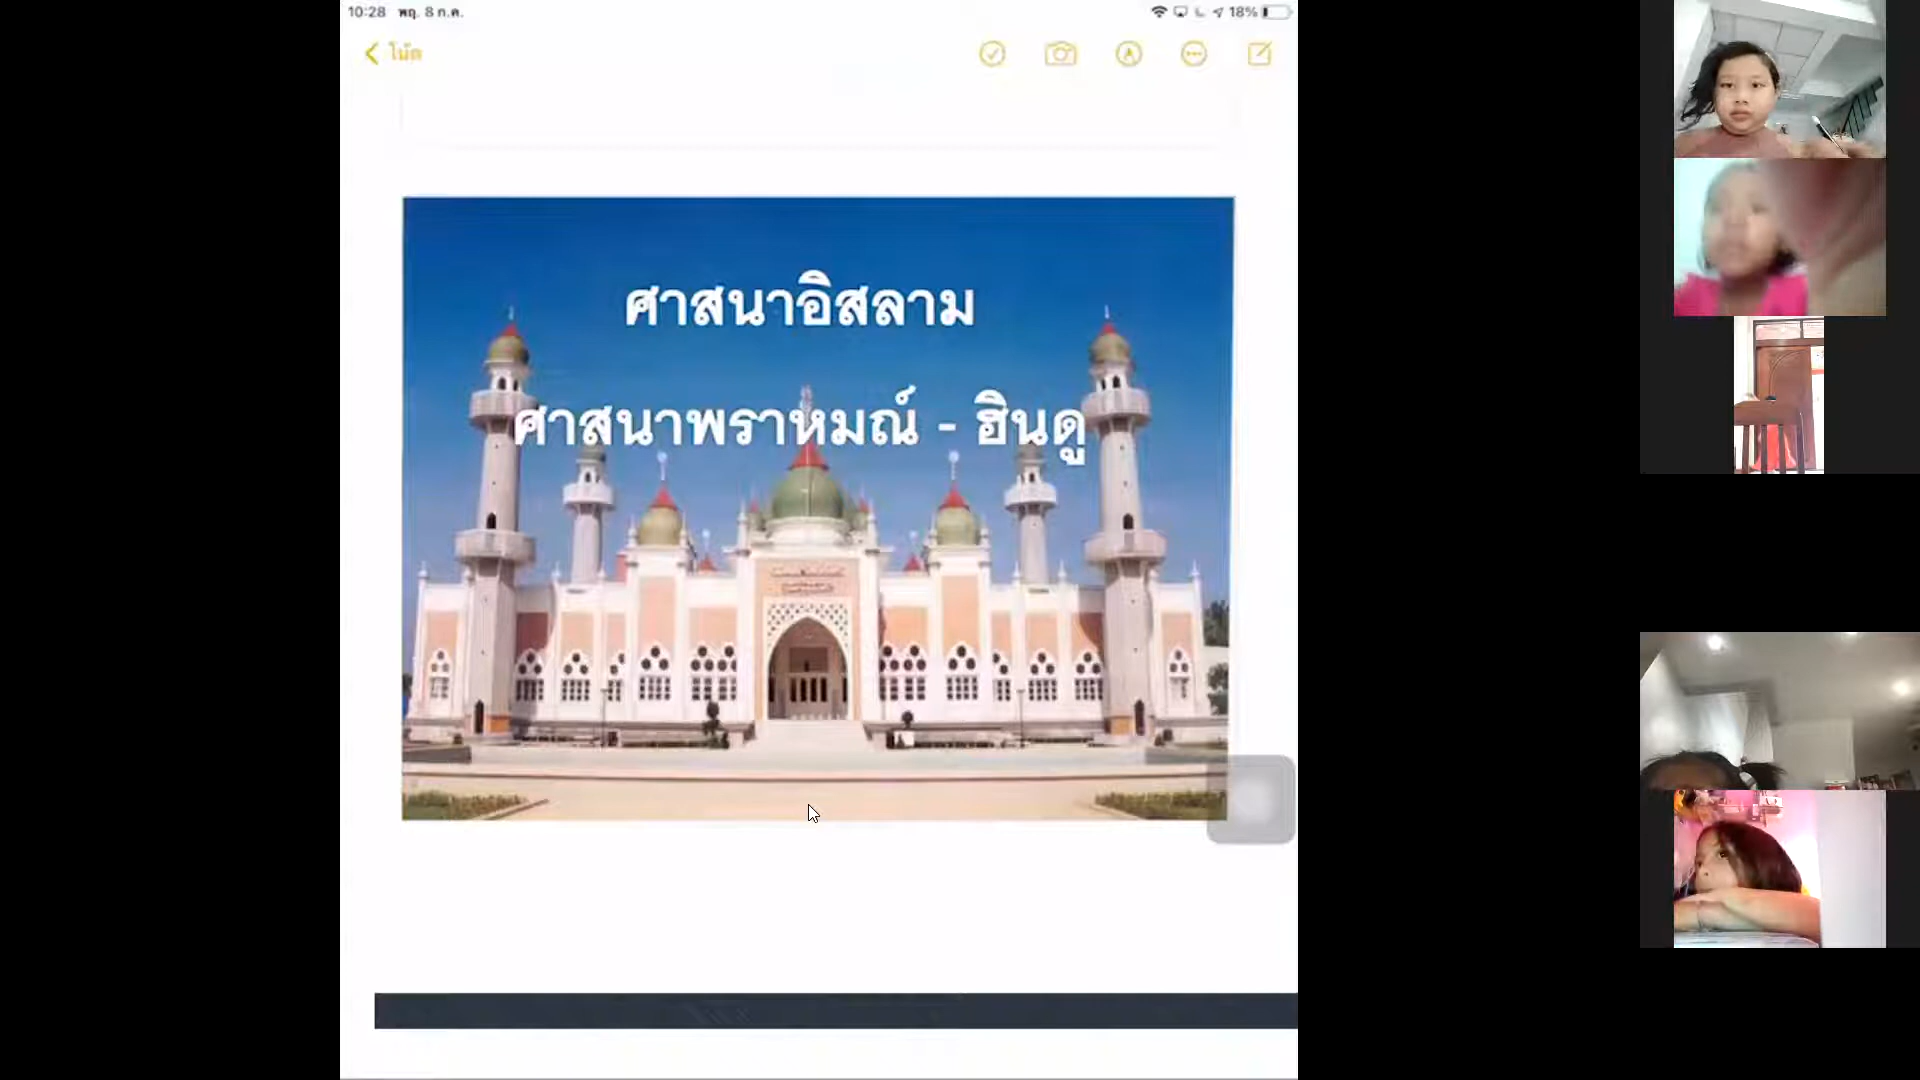 10:28 พฤ. 8 ก.ค.
18%
โน้ต
ศาสนาอิสลาม
ศาสนาพราหมณ์ - ฮินดู